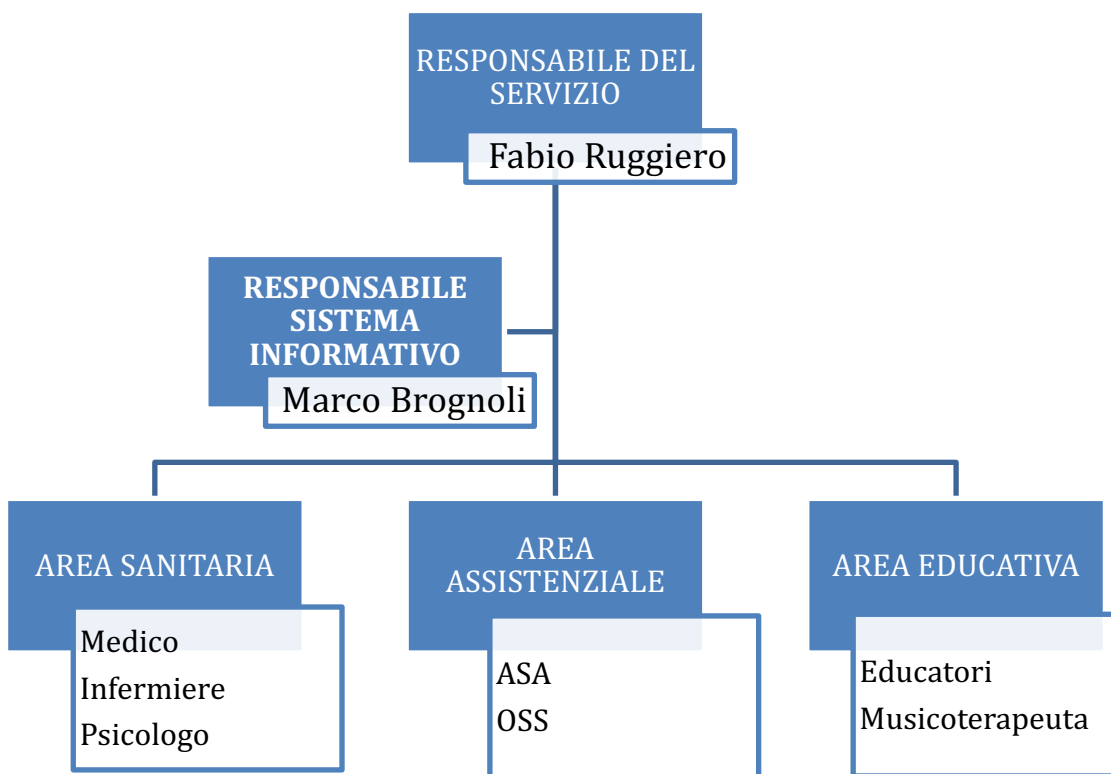 RESPONSABILE DEL
SERVIZIO
Fabio Ruggiero
RESPONSABILE
SISTEMA
INFORMATIVO
Marco Brognoli
AREA SANITARIA
Medico
Infermiere
Psicologo
AREA
ASSISTENZIALE
ASA
OSS
AREA EDUCATIVA
Educatori
Musicoterapeuta